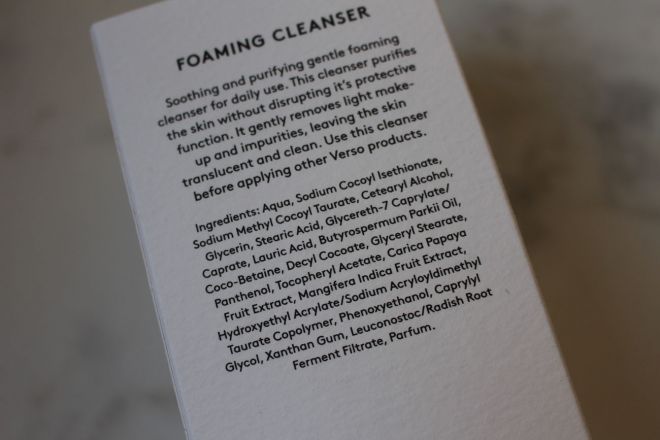 FOAMING CLEANSER
Soothing and purifying gentle foaming
cleanser for daily use. This cleanser purifies
the skin without disrupting it's protective
function. It gently removes light make-
up and impurities, leaving the skin
translucent and clean. Use this cleanser
before applying other Verso products.
Ingredients: Aqua, Sodium Cocoyl Isethionate,
Sodium Methyl Cocoyl Taurate, Cetearyl Alcohol,
Glycerin, Stearic Acid, Glycereth-7 Caprylate/
Caprate, Lauric Acid, Butyrospermum Parkii Oil,
Coco-Betaine, Decyl Cocoate, Glyceryl Stearate,
Panthenol, Tocopheryl Acetate, Carica Papaya
Fruit Extract, Mangifera Indica Fruit Extract,
Hydroxyethyl Acrylate/Sodium Acryloyldimethyl
Taurate Copolymer, Phenoxyethanol, Caprylyl
Glycol, Xanthan Gum, Leuconostoc/Radish Root
Ferment Filtrate, Parfum.